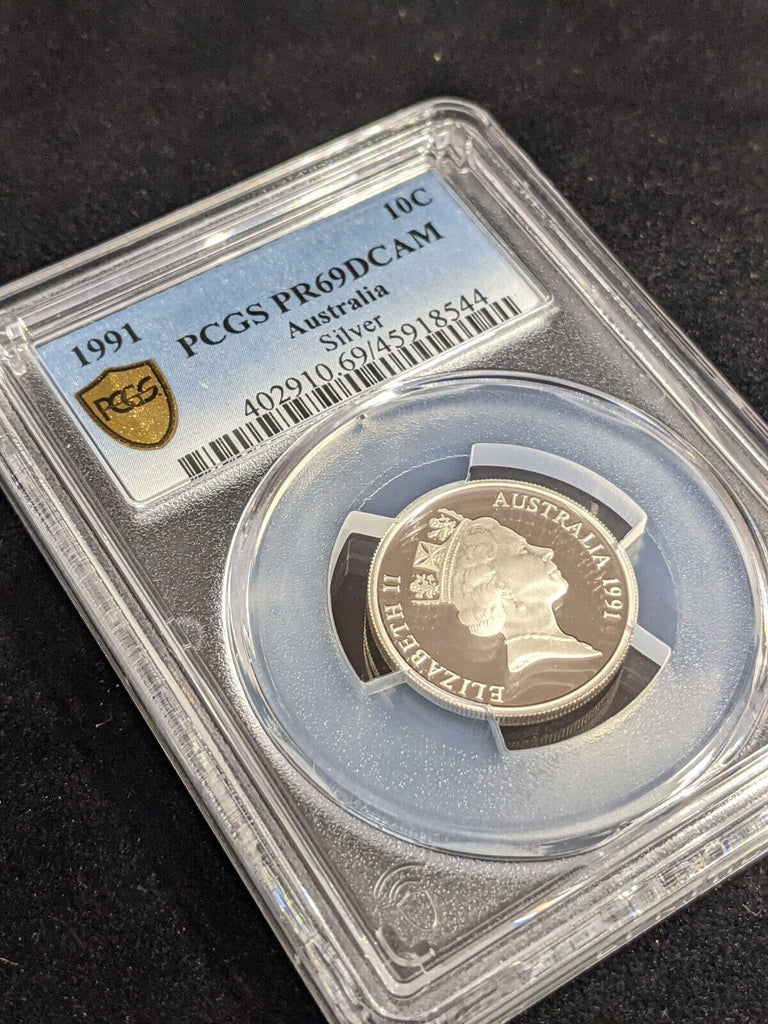 1991 10C
PCGS PR69DCAM
Australia
Silver
402910.69/45918544
PCGS
ELIZABETH II AUSTRALIA 1991